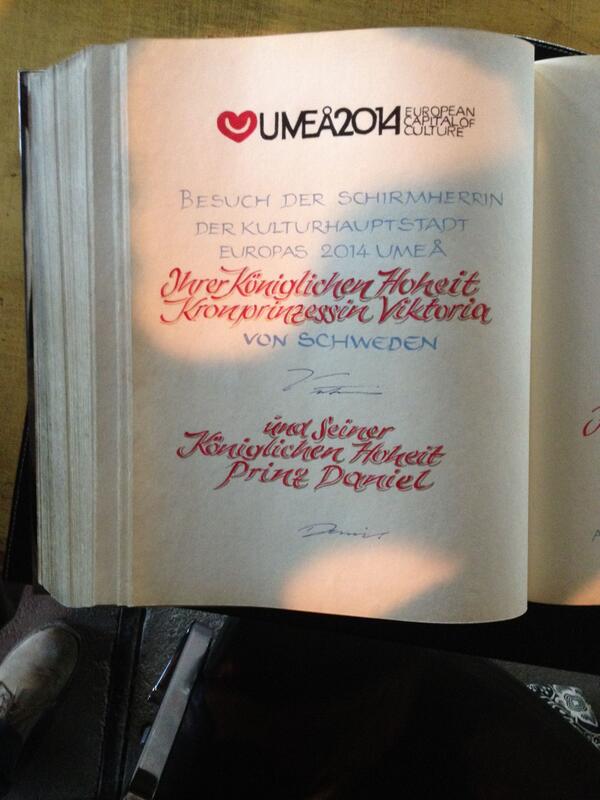 UMEÅ2014 EUROPEAN
CAPITAL OF
CULTURE
BESUCH DER SCHIRMHERRIN
DER KULTURHAUPTSTADT
EUROPAS 2014 UMEÅ
Ihrer Königlichen Hoheit
Kronprinzessin Viktoria
VON SCHWEDEN
und Seiner
Königlichen Hoheit
Prinz Daniel
Daniel